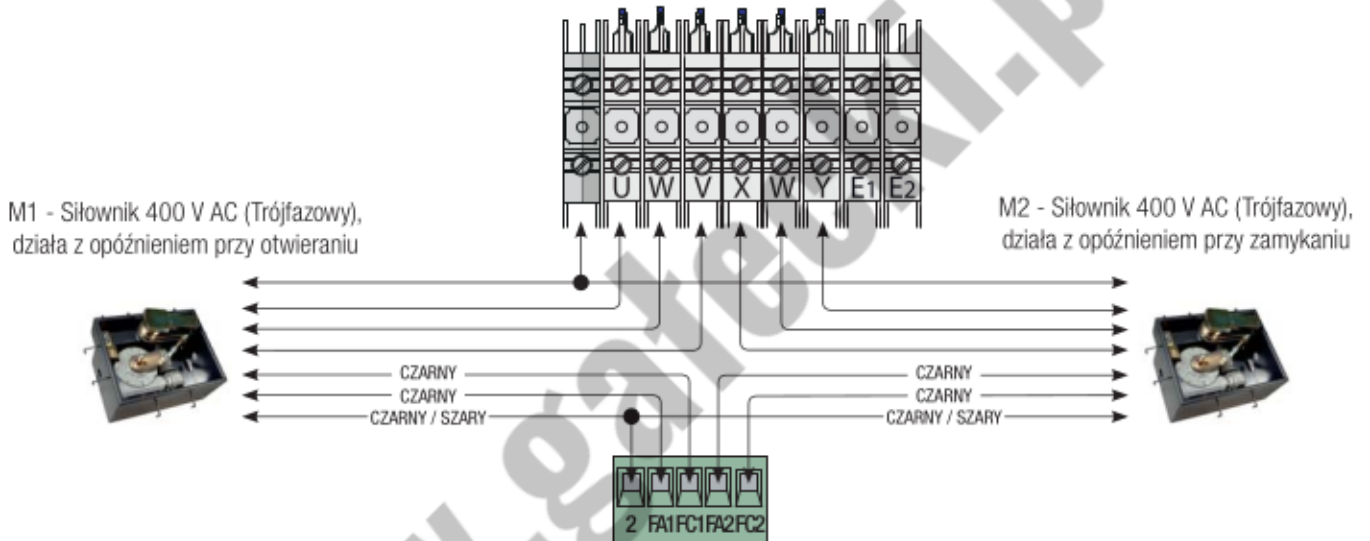 U W V X W Y E1 E2
M1 - Siłownik 400 V AC (Trójfazowy),
działa z opóźnieniem przy otwieraniu
M2 - Siłownik 400 V AC (Trójfazowy),
działa z opóźnieniem przy zamykaniu
CZARNY
CZARNY
CZARNY / SZARY
CZARNY
CZARNY
CZARNY / SZARY
2 FA1 FC1 FA2 FC2